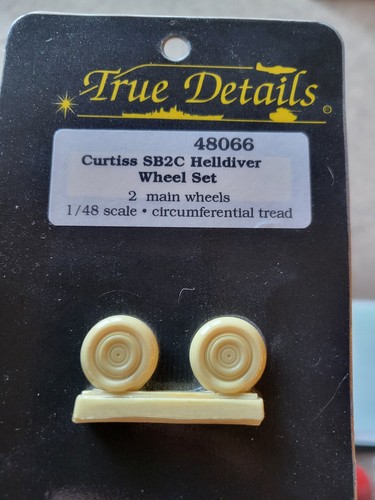 True Details
48066
Curtiss SB2C Helldiver
Wheel Set
2 main wheels
1/48 scale • circumferential tread